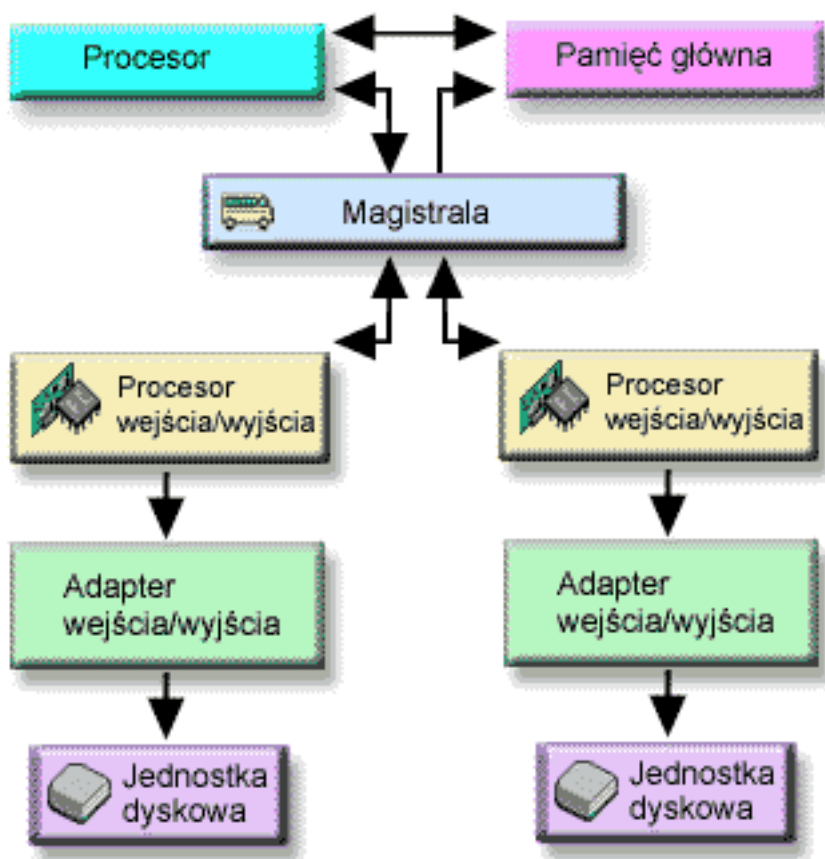 Procesor
Pamięć główna
Magistrala
Procesor
wejścia/wyjścia
Procesor
wejścia/wyjścia
Adapter
wejścia/wyjścia
Adapter
wejścia/wyjścia
Jednostka
dyskowa
Jednostka
dyskowa